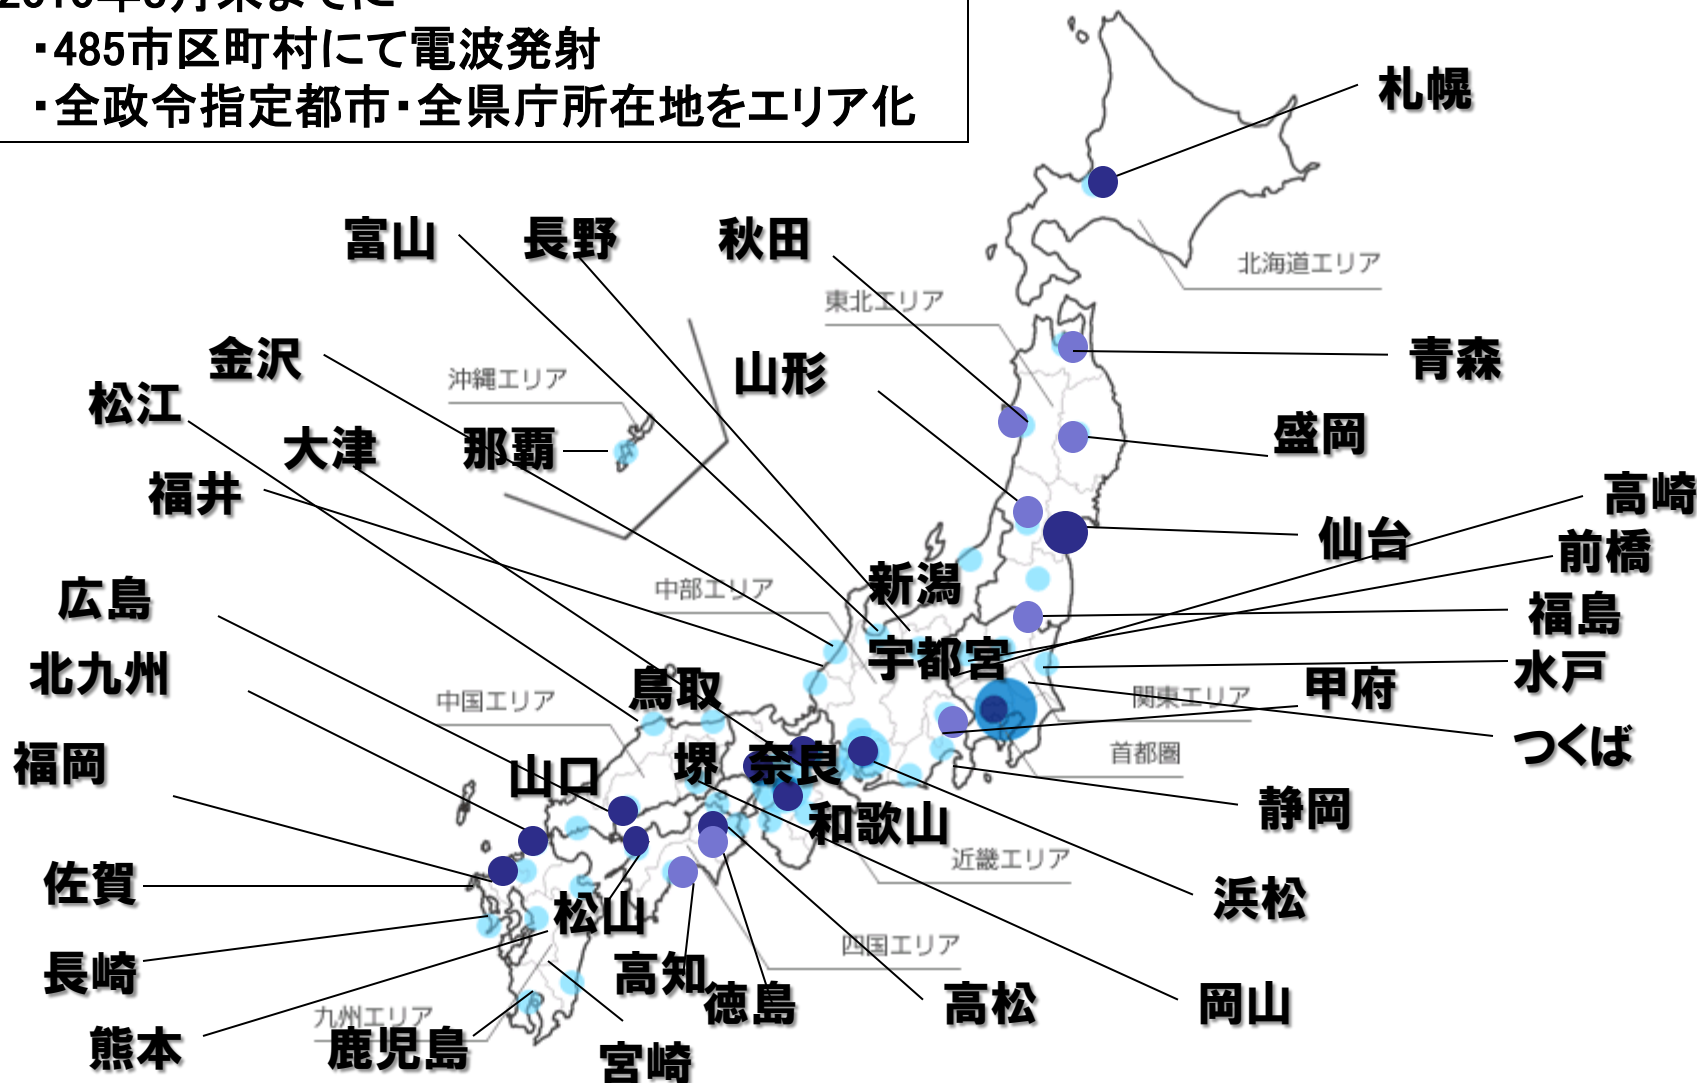 ・485市区町村にて電波発射
・全政令指定都市・全県庁所在地をエリア化
札幌
富山
長野
秋田
北海道エリア
東北エリア
金沢
山形
青森
沖縄エリア
松江
大津
那覇
盛岡
福井
高崎
仙台
前橋
中部エリア
新潟
広島
福島
宇都宮
北九州
鳥取
水戸
中国エリア
関東エリア
甲府
首都圏
つくば
福岡
山口
堺
奈良
静岡
和歌山
近畿エリア
佐賀
浜松
松山
四国エリア
長崎
高知
徳島
高松
岡山
九州エリア
熊本
鹿児島
宮崎